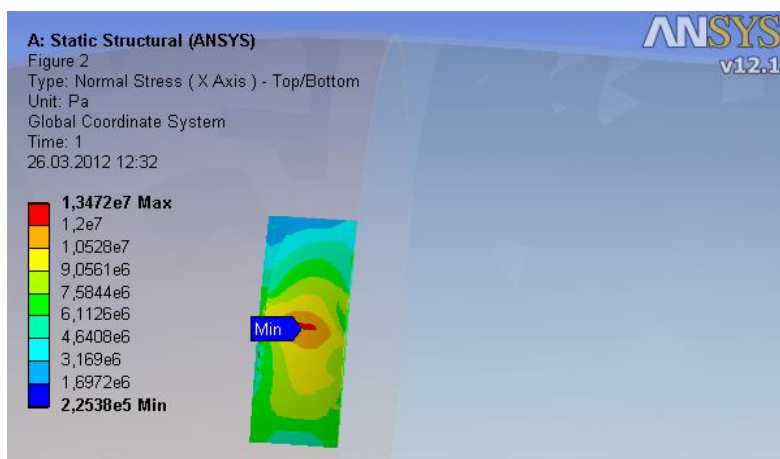 A: Static Structural (ANSYS)
Figure 2
Type: Normal Stress ( X Axis ) - Top/Bottom
Unit: Pa
Global Coordinate System
Time: 1
26.03.2012 12:32
ANSYS
v12.1
1,3472e7 Max
1,2e7
1,0528e7
9,0561e6
7,5844e6
6,1126e6
4,6408e6
3,169e6
1,6972e6
2,2538e5 Min
Min